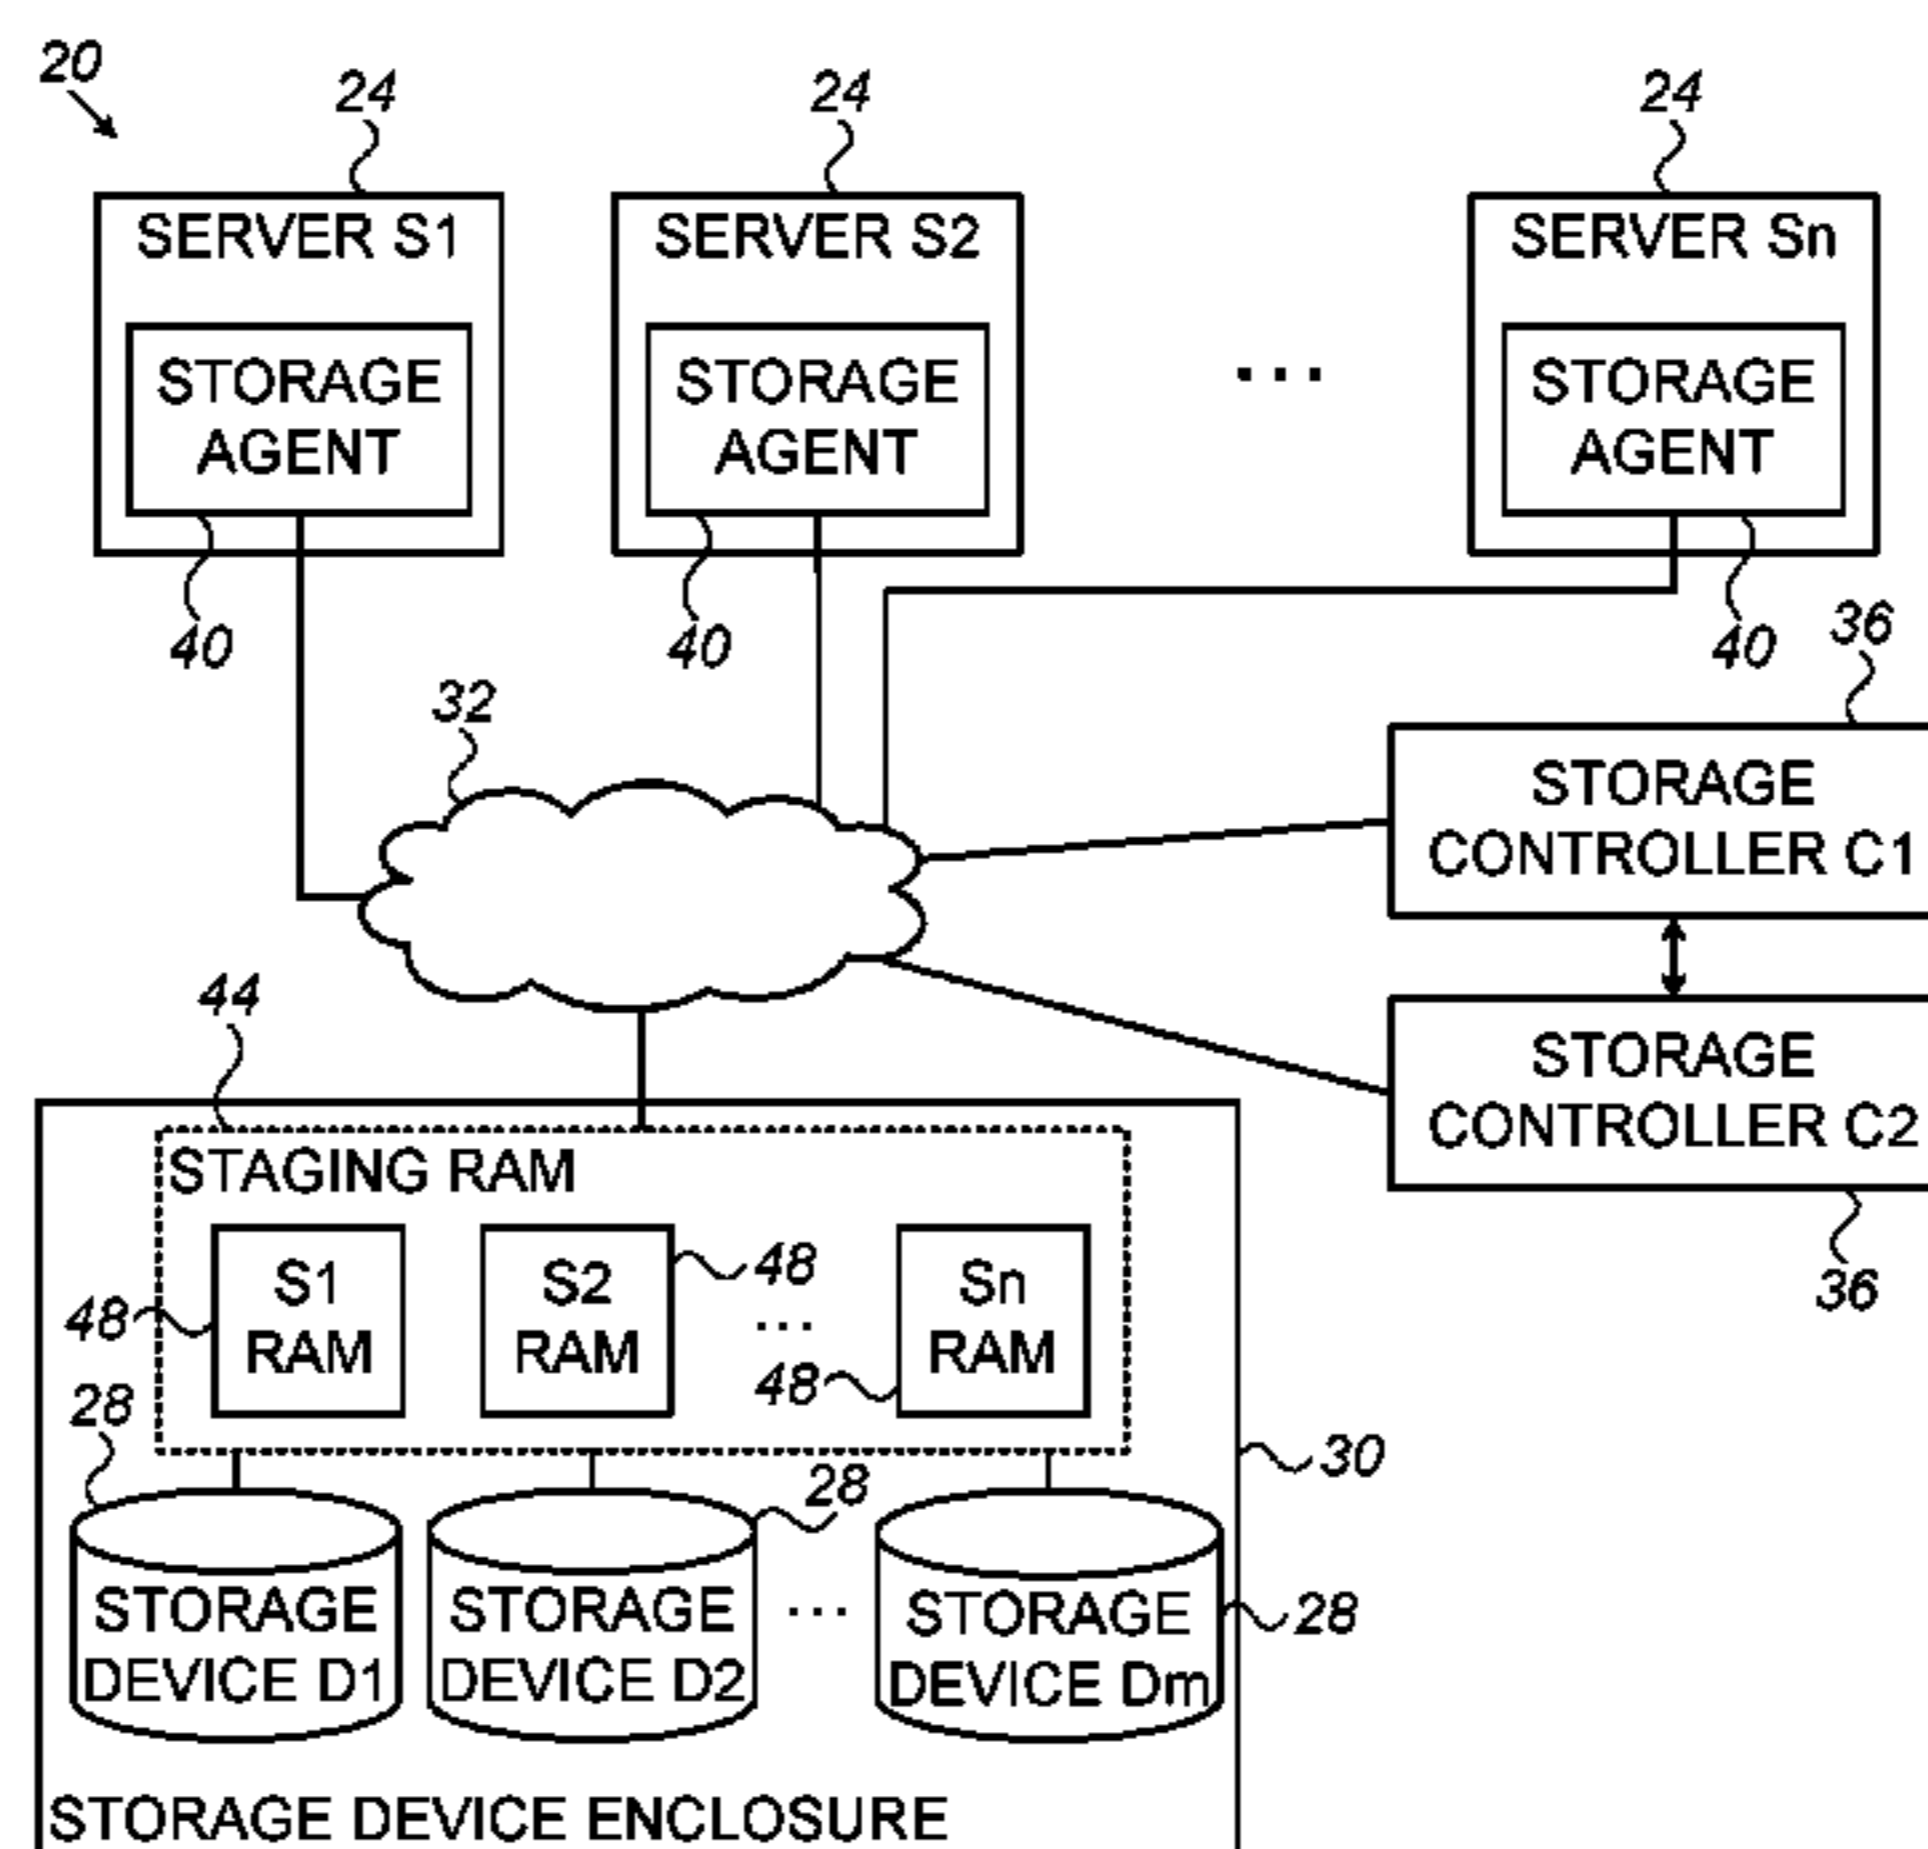 20
24
24
24
SERVER S1
SERVER S2
SERVER Sn
STORAGE
AGENT
STORAGE
AGENT
...
STORAGE
AGENT
40
40
40
36
32
STORAGE
CONTROLLER C1
44
STORAGE
CONTROLLER C2
36
STAGING RAM
S1
RAM
48
S2
RAM
48
...
Sn
RAM
48
28
30
28
STORAGE
DEVICE D1
STORAGE
DEVICE D2
...
STORAGE
DEVICE Dm
28
STORAGE DEVICE ENCLOSURE